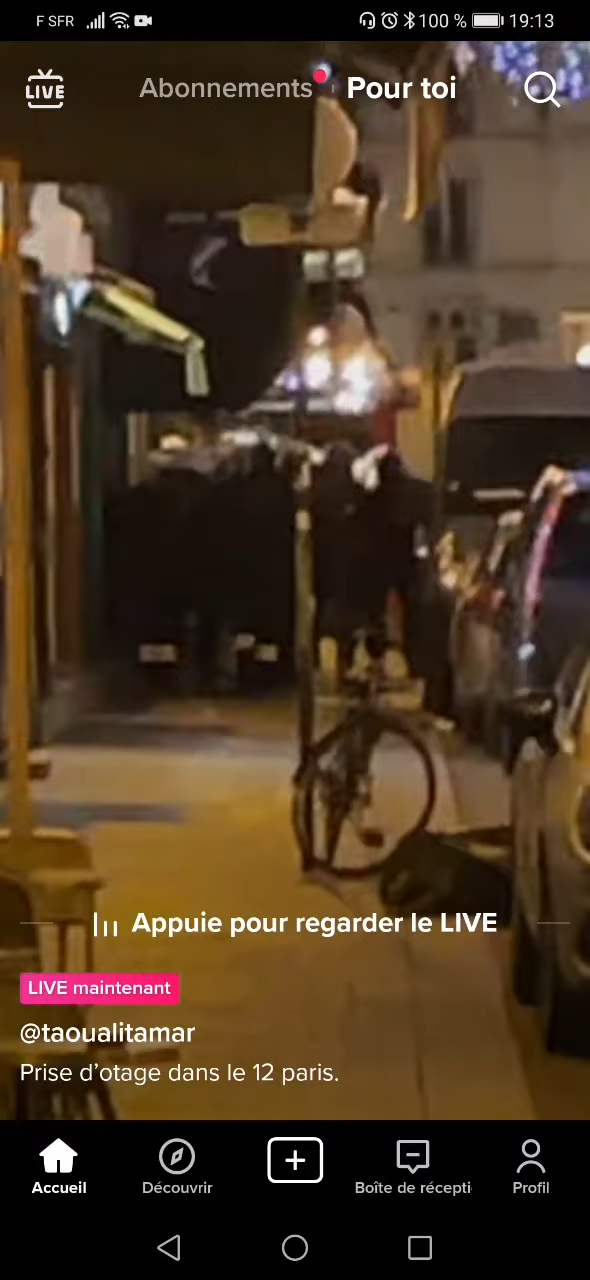 F SFR 100 % 19:13
LIVE Abonnements Pour toi
Appuie pour regarder le LIVE
LIVE maintenant
@taoualitamar
Prise d’otage dans le 12 paris.
Accueil Découvrir Boîte de récepti Profil